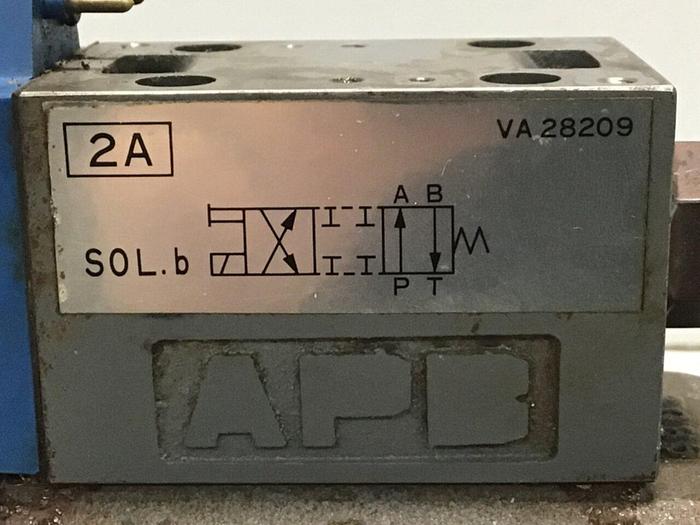 2A
VA 28209
A B
SOL.b
P T
APB